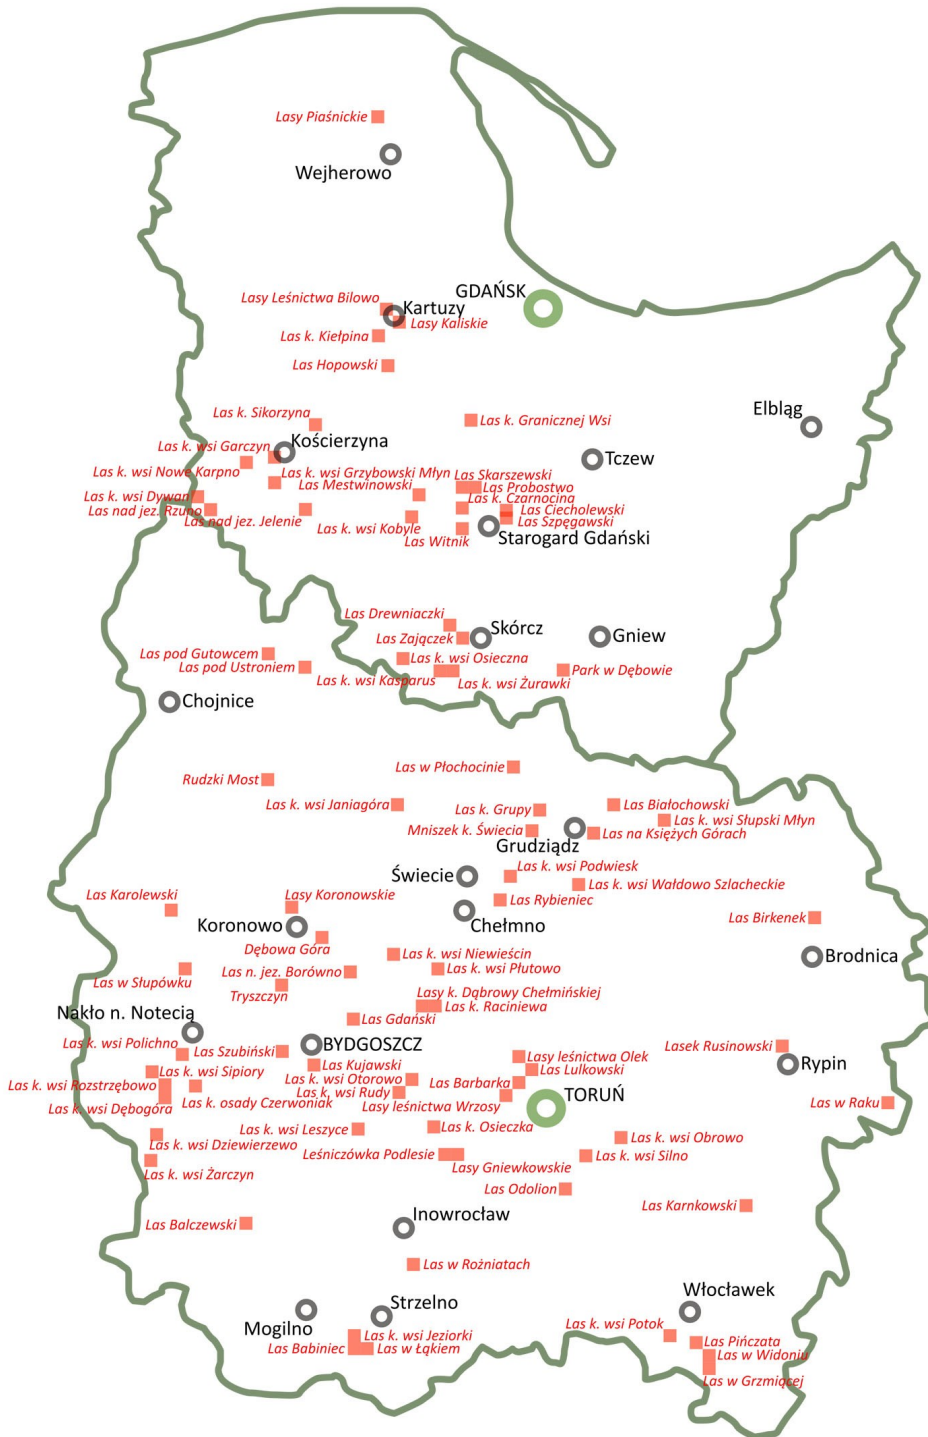 Lasy Piaśnickie
Wejherowo
Lasy Leśnictwa Bilowo
GDAŃSK
Kartuzy
Lasy Kaliskie
Las k. Kiełpina
Las Hopowski
Elbląg
Las k. Sikorzyna
Las k. Granicznej Wsi
Kościerzyna
Las k. wsi Garczyn
Tczew
Las k. wsi Nowe Karpno
Las k. wsi Grzybowski Młyn
Las Skarszewski
Las Mestwinowski
Las Probostwo
Las k. wsi Dywan
Las k. Czarnocina
Las nad jez. Rzuno
Las Ciecholewski
Las nad jez. Jelenie
Las Szpęgawski
Las k. wsi Kobyle
Las Witnik
Starogard Gdański
Las Drewniaczki
Skórcz
Gniew
Las Zajączek
Las pod Gutowcem
Las k. wsi Osieczna
Las pod Ustroniem
Park w Dębowie
Las k. wsi Kasparus
Las k. wsi Żurawki
Chojnice
Las w Płochocinie
Rudzki Most
Las k. wsi Janiagóra
Las Białochowski
Las k. Grupy
Las k. wsi Słupski Młyn
Mniszek k. Świecia
Las na Księżych Górach
Grudziądz
Las k. wsi Podwiesk
Świecie
Las k. wsi Wałdowo Szlacheckie
Las Karolewski
Lasy Koronowskie
Las Rybieniec
Las Birkenek
Koronowo
Chełmno
Dębowa Góra
Las k. wsi Niewieścin
Brodnica
Las n. jez. Borówno
Las k. wsi Płutowo
Las w Słupówku
Tryszczyn
Lasy k. Dąbrowy Chełmińskiej
Las k. Raciniewa
Nakło n. Notecią
Las Gdański
Las k. wsi Polichno
BYDGOSZCZ
Las Szubiński
Lasek Rusinowski
Lasy leśnictwa Olek
Las Kujawski
Rypin
Las k. wsi Sipiory
Las Lulkowski
Las k. wsi Otorowo
Las k. wsi Rozstrzębowo
Las Barbarka
Las k. wsi Rudy
TORUŃ
Las k. osady Czerwoniak
Lasy leśnictwa Wrzosy
Las w Raku
Las k. wsi Dębogóra
Las k. Osieczka
Las k. wsi Leszyce
Las k. wsi Obrowo
Las k. wsi Dziewierzewo
Leśniczówka Podlesie
Las k. wsi Silno
Las k. wsi Żarczyn
Lasy Gniewkowskie
Las Odolion
Las Karnkowski
Inowrocław
Las Balczewski
Las w Rożniatach
Włocławek
Strzelno
Mogilno
Las k. wsi Potok
Las k. wsi Jeziorki
Las Pińczata
Las Babiniec
Las w Łąkiem
Las w Widoniu
Las w Grzmiącej